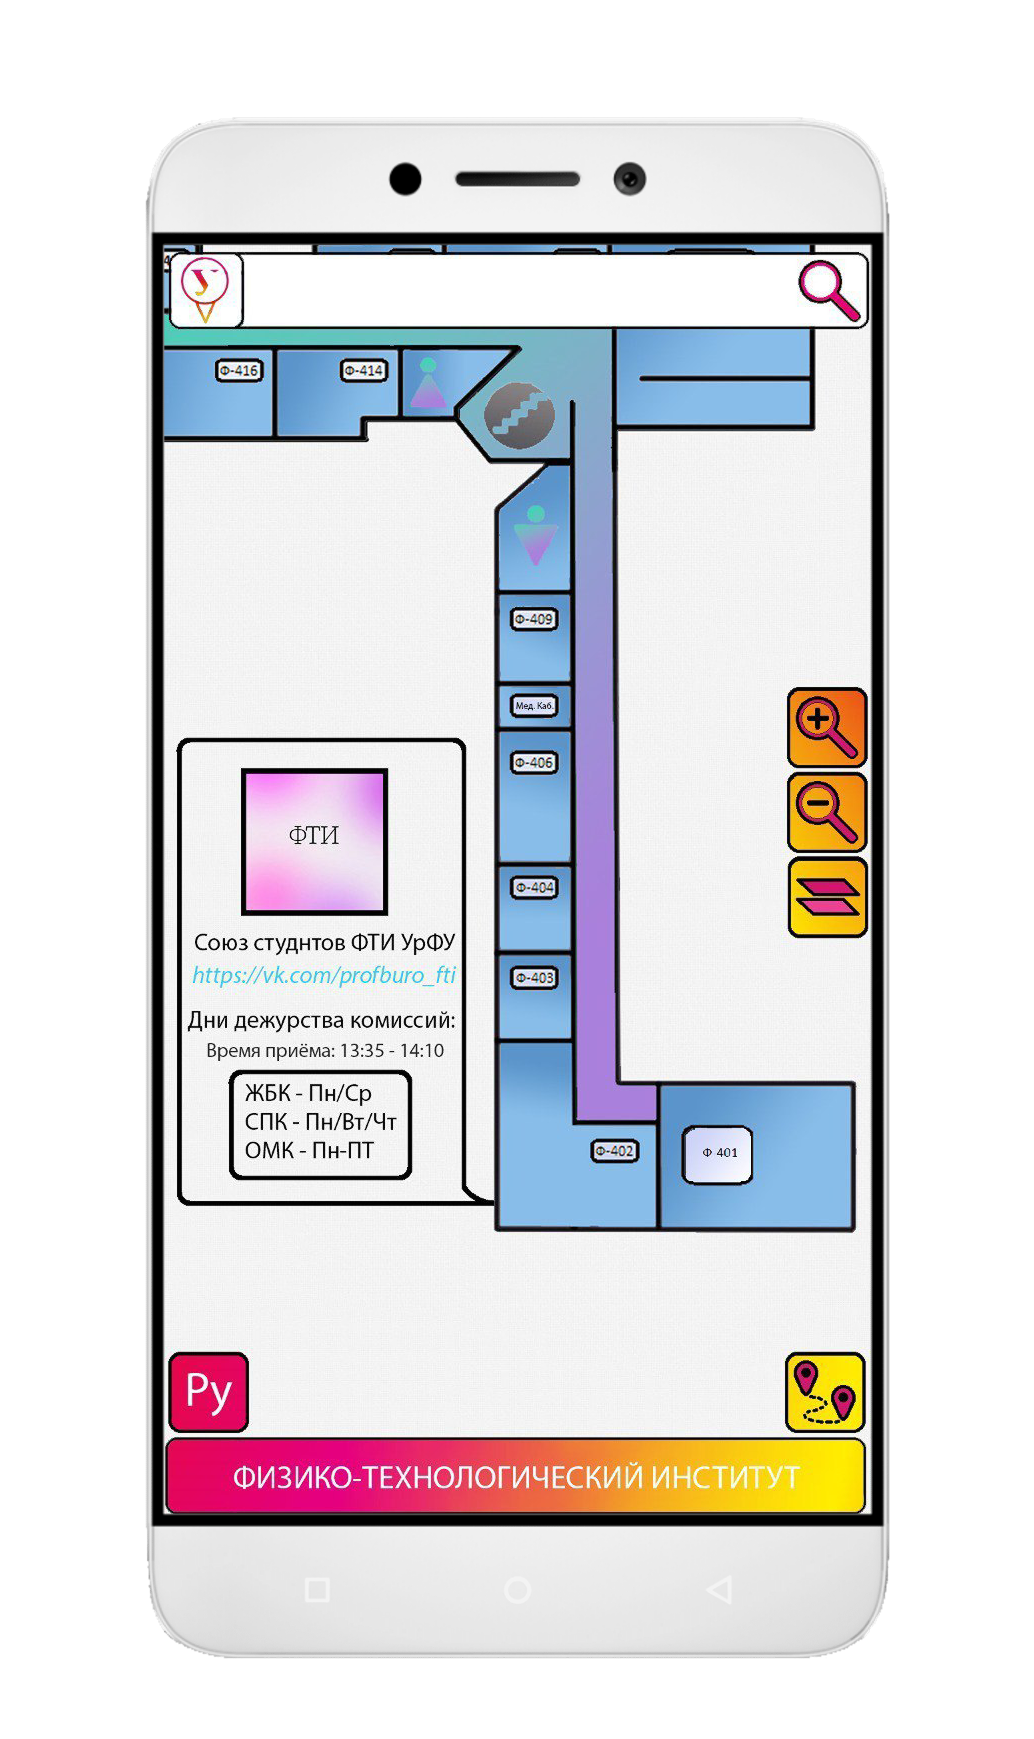 У
Ф-416
Ф-414
Ф-409
Мед. Каб.
Ф-406
ФТИ
Ф-404
Союз студнтов ФТИ УрФУ
https://vk.com/profburo_fti
Ф-403
Дни дежурства комиссий:
Время приёма: 13:35 - 14:10
ЖБК - Пн/Ср
СПК - Пн/Вт/Чт
ОМК - Пн-ПТ
Ф-402
Ф 401
Ру
ФИЗИКО-ТЕХНОЛОГИЧЕСКИЙ ИНСТИТУТ